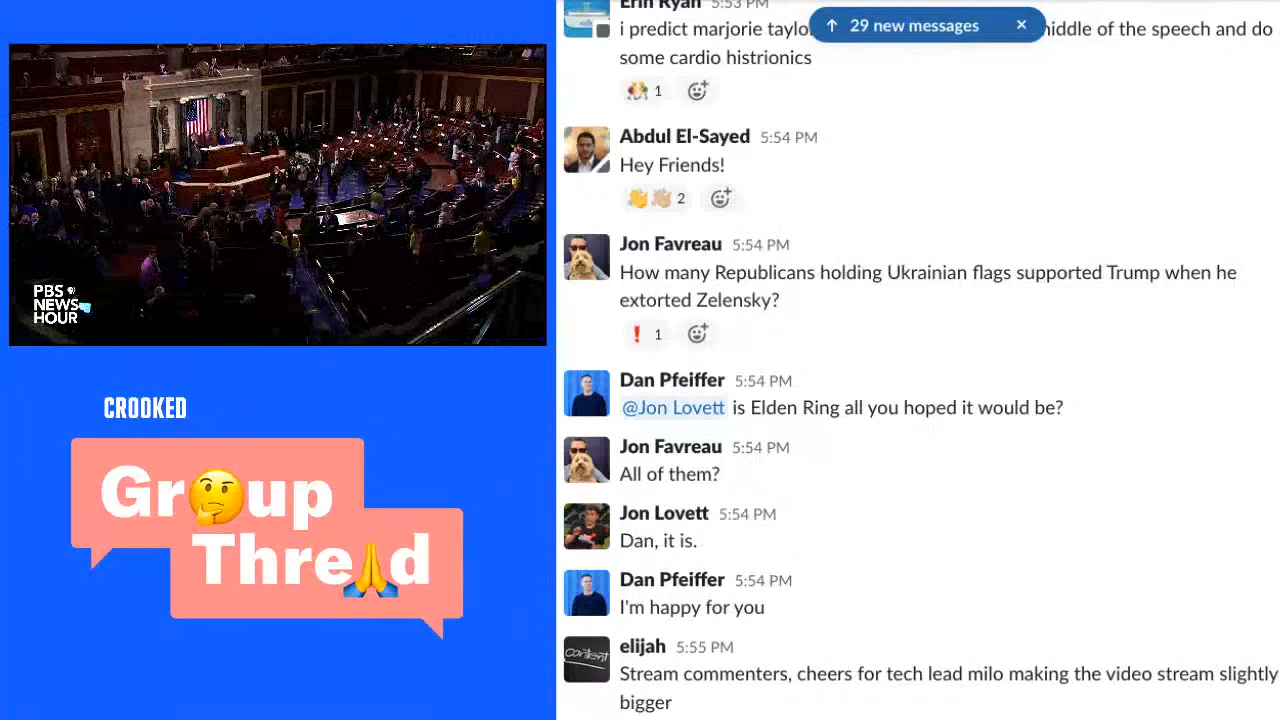 PBS
NEWS
HOUR
CROOKED
Gr🤔up
Thre🙏d
Erin Ryan 5:53 PM
29 new messages
i predict marjorie taylo
iddle of the speech and do
some cardio histrionics
1
Abdul El-Sayed 5:54 PM
Hey Friends!
2
Jon Favreau 5:54 PM
How many Republicans holding Ukrainian flags supported Trump when he
extorted Zelensky?
1
Dan Pfeiffer 5:54 PM
@Jon Lovett is Elden Ring all you hoped it would be?
Jon Favreau 5:54 PM
All of them?
Jon Lovett 5:54 PM
Dan, it is.
Dan Pfeiffer 5:54 PM
I'm happy for you
content
elijah 5:55 PM
Stream commenters, cheers for tech lead milo making the video stream slightly
bigger